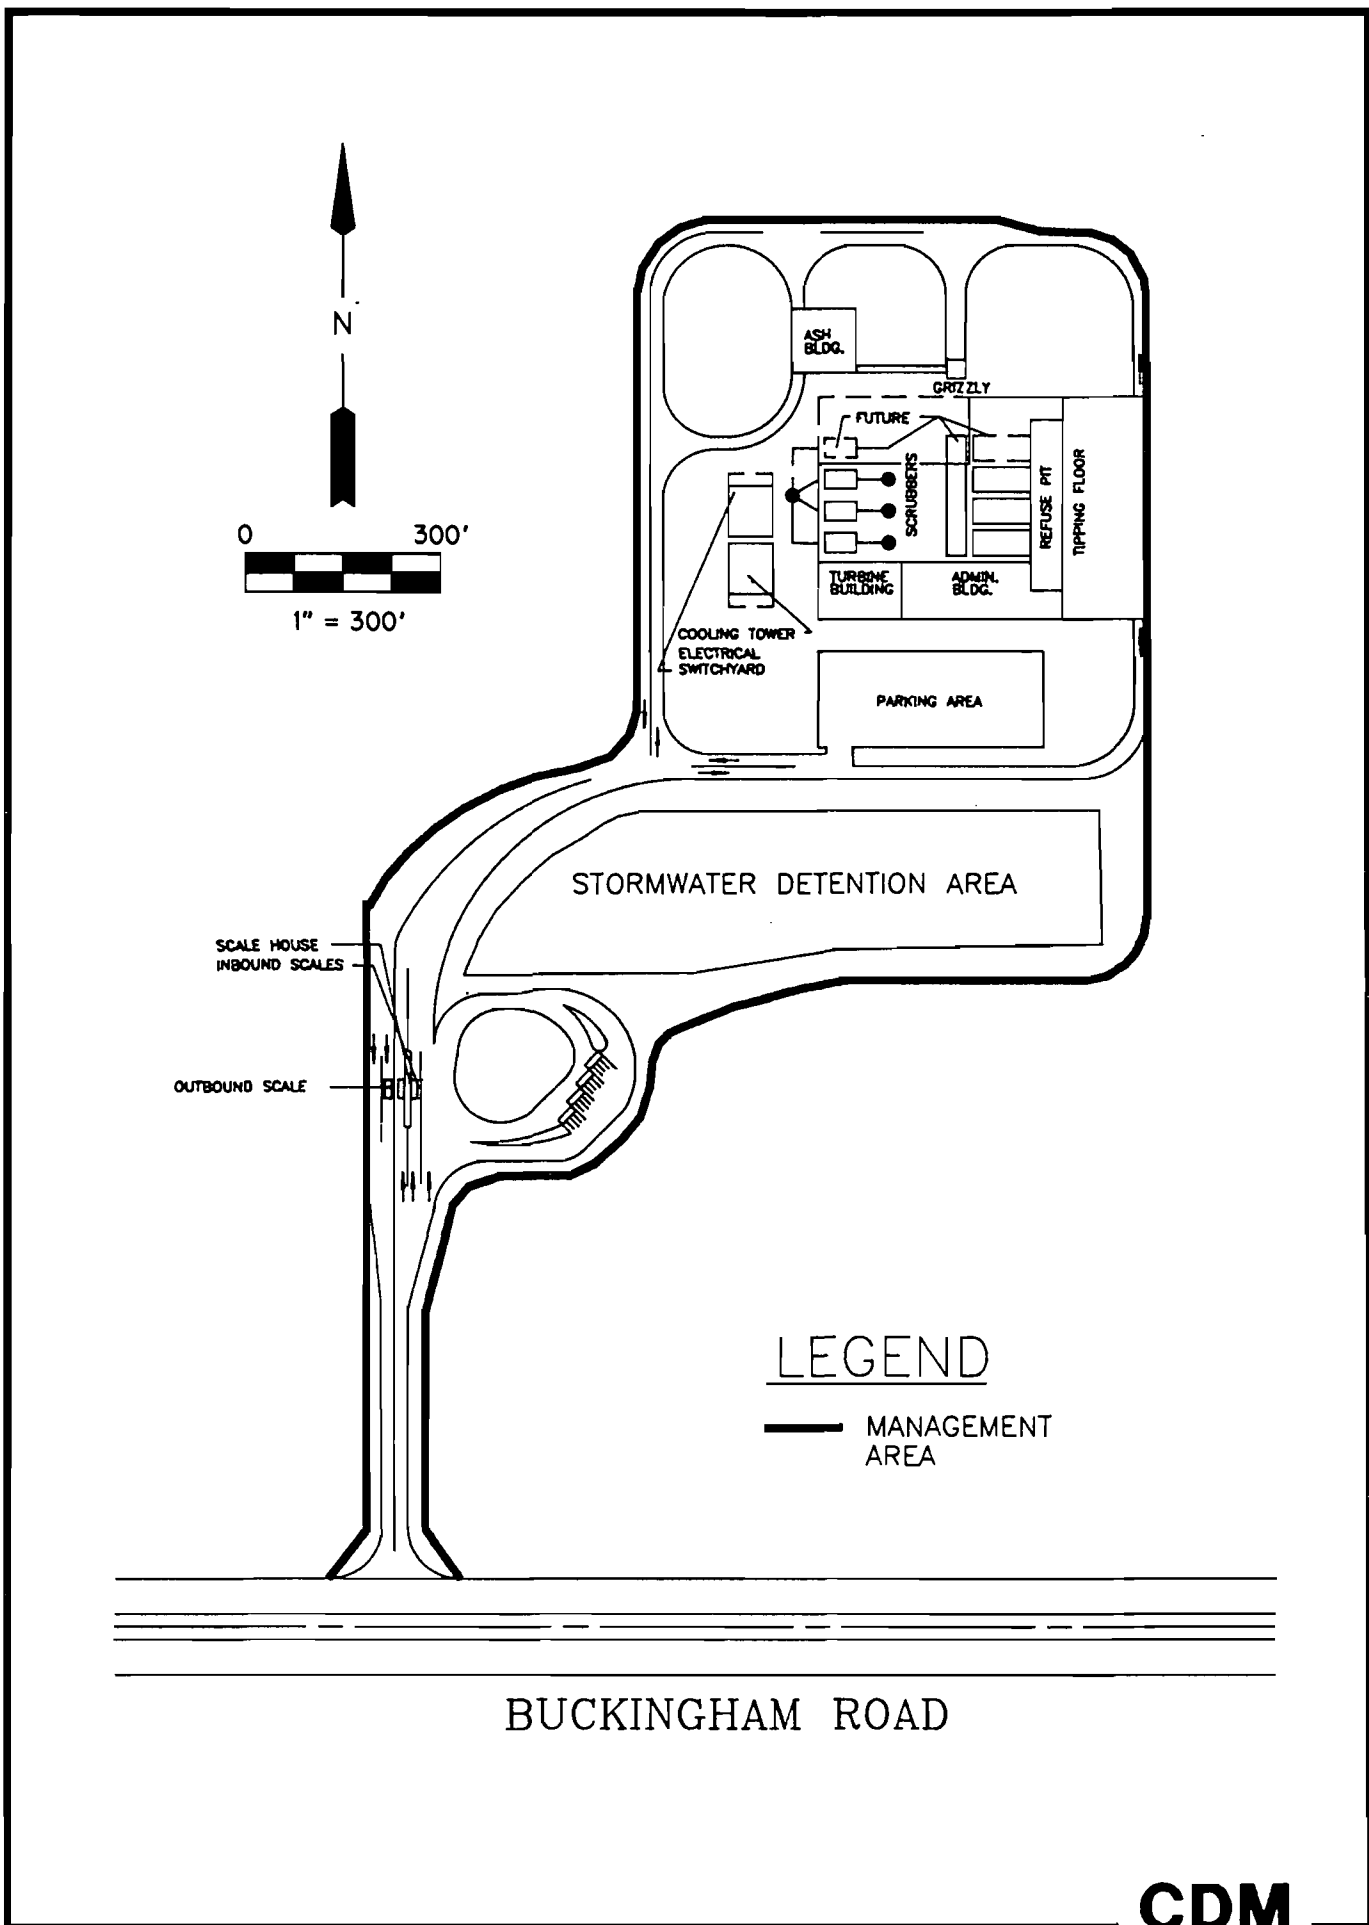 N
0 300'
1" = 300'
ASH
BLDG.
GRIZZLY
FUTURE
SCRUBBERS
REFUSE PIT
TIPPING FLOOR
TURBINE
BUILDING
ADMIN.
BLDG.
COOLING TOWER
ELECTRICAL
SWITCHYARD
PARKING AREA
STORMWATER DETENTION AREA
SCALE HOUSE
INBOUND SCALES
OUTBOUND SCALE
LEGEND
MANAGEMENT
AREA
BUCKINGHAM ROAD
CDM